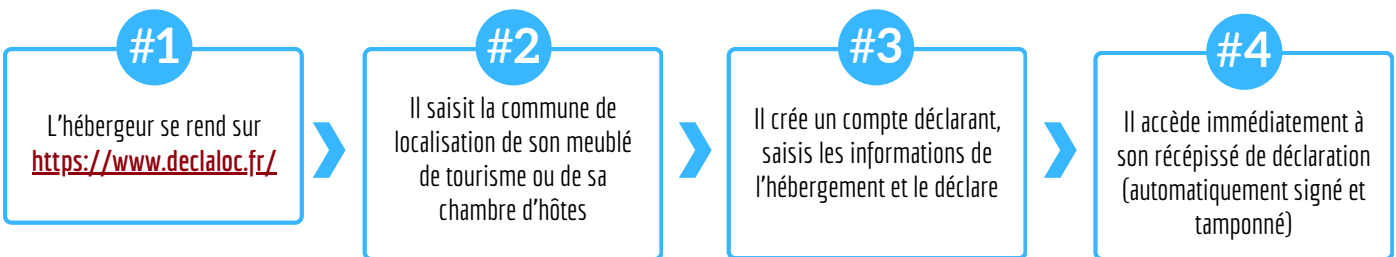 #1
L'hébergeur se rend sur
https://www.declaloc.fr/
#2
Il saisit la commune de
localisation de son meublé
de tourisme ou de sa
chambre d'hôtes
#3
Il crée un compte déclarant,
saisis les informations de
l'hébergement et le déclare
#4
Il accède immédiatement à
son récépissé de déclaration
(automatiquement signé et
tamponné)